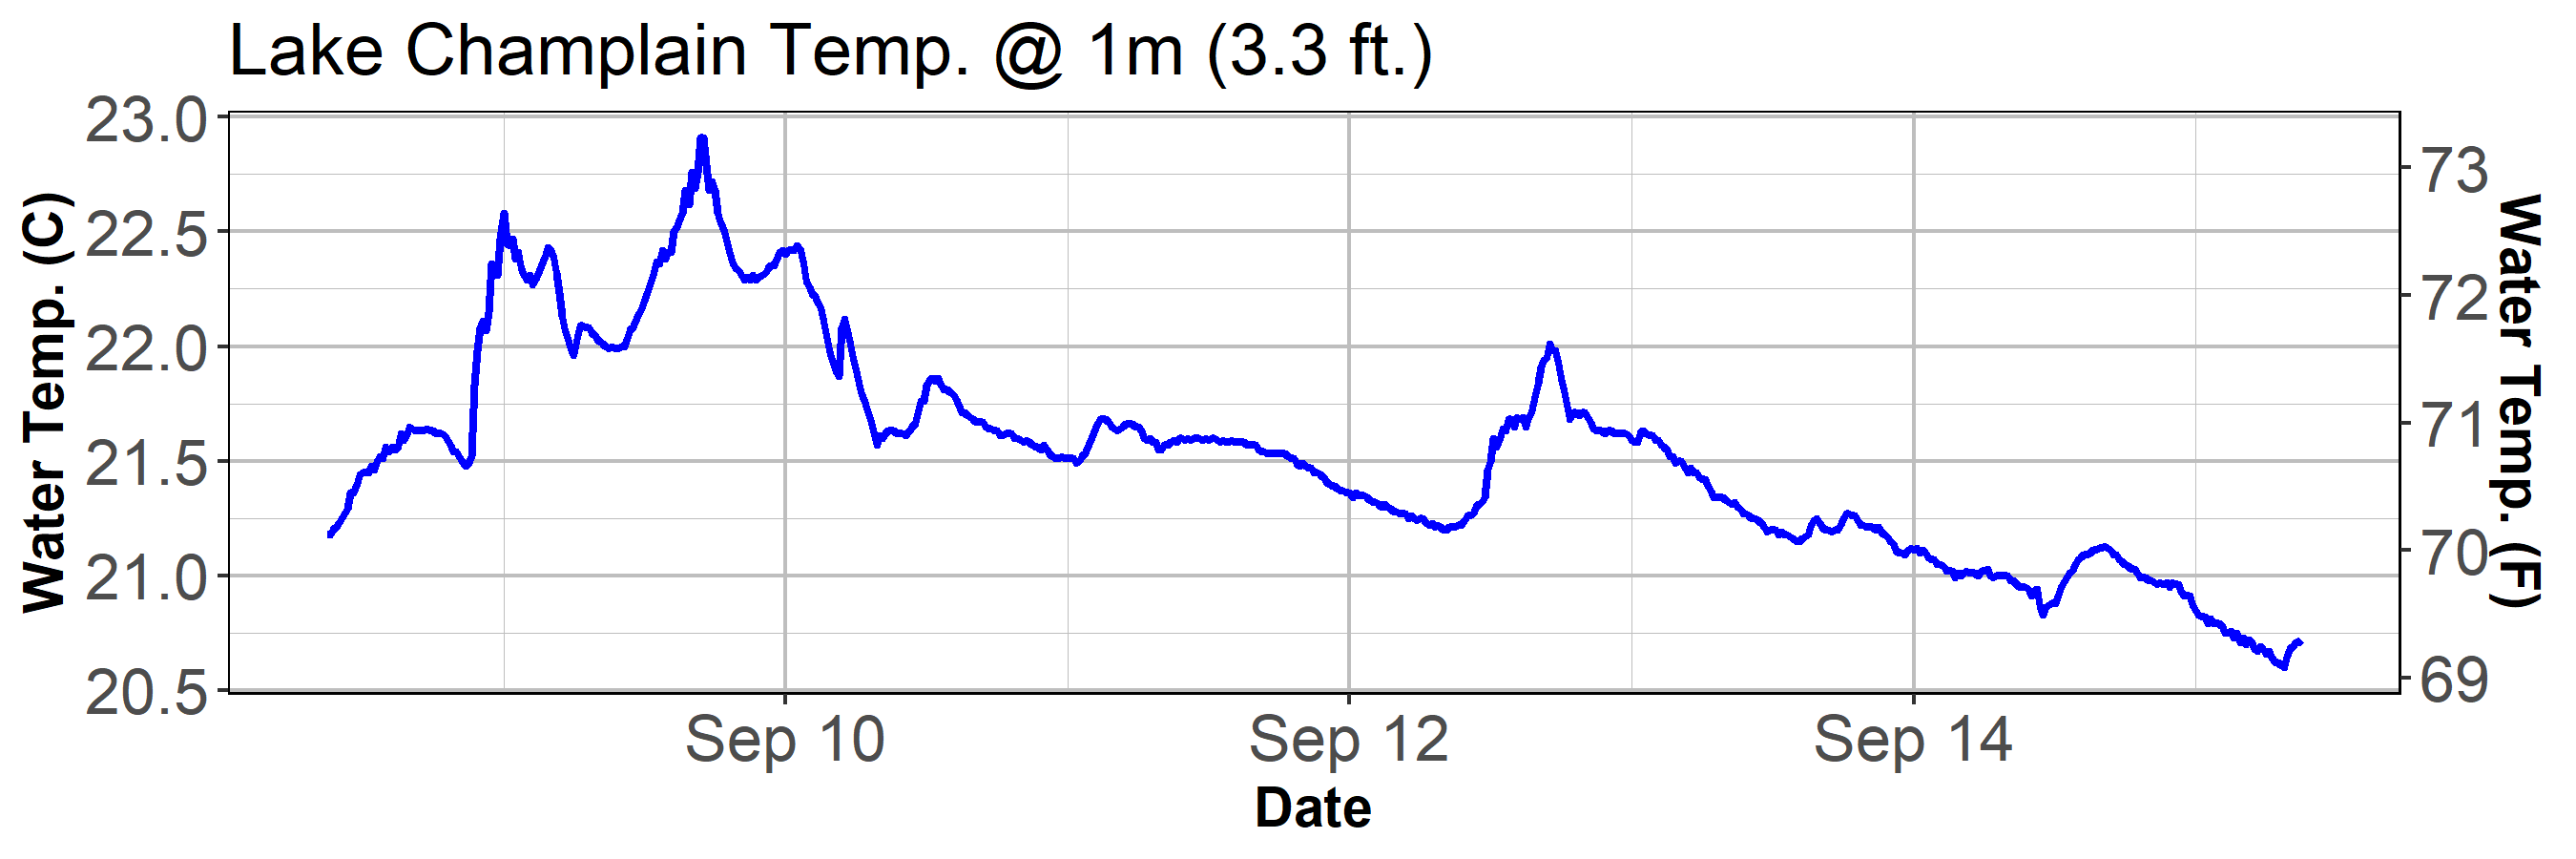 Lake Champlain Temp. @ 1m (3.3 ft.)
Water Temp. (C)
23.0
22.5
22.0
21.5
21.0
20.5
73
72
71
70
69
Water Temp. (F)
Sep 10
Sep 12
Sep 14
Date